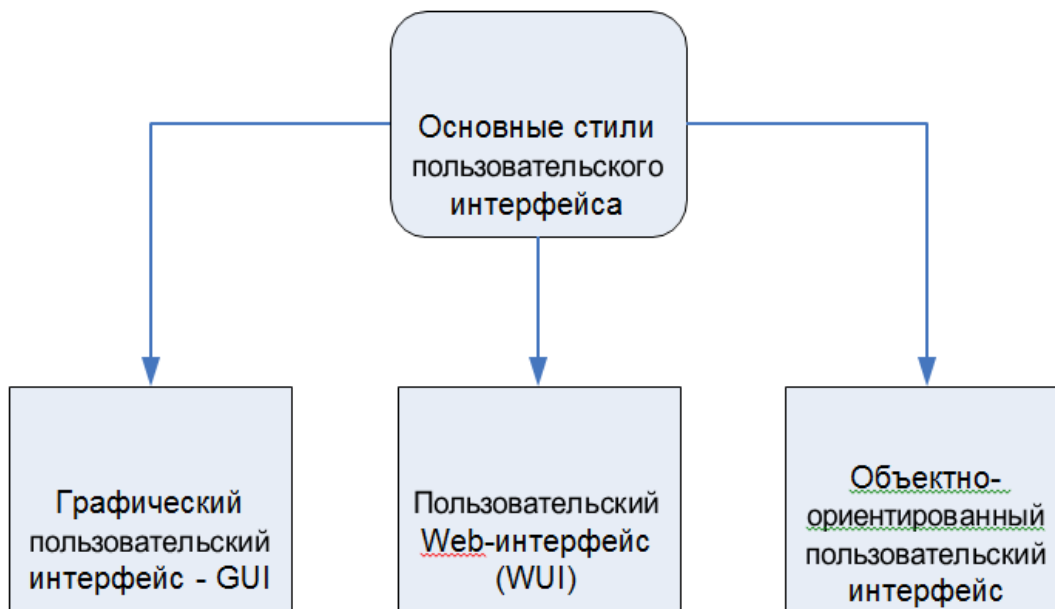 Основные стили
пользовательского
интерфейса
Графический
пользовательский
интерфейс - GUI
Пользовательский
Web-интерфейс
(WUI)
Объектно-
ориентированный
пользовательский
интерфейс